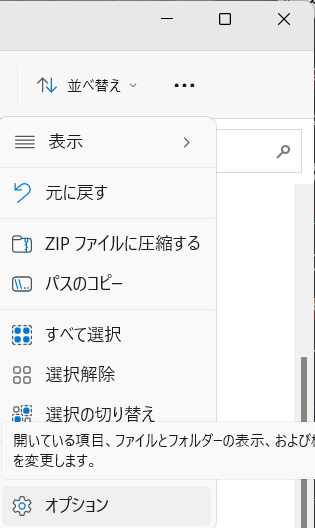 並べ替え
表示
元に戻す
ZIP ファイルに圧縮する
パスのコピー
すべて選択
選択解除
選択の切り替え
開いている項目、ファイルとフォルダーの表示、および
を変更します。
オプション